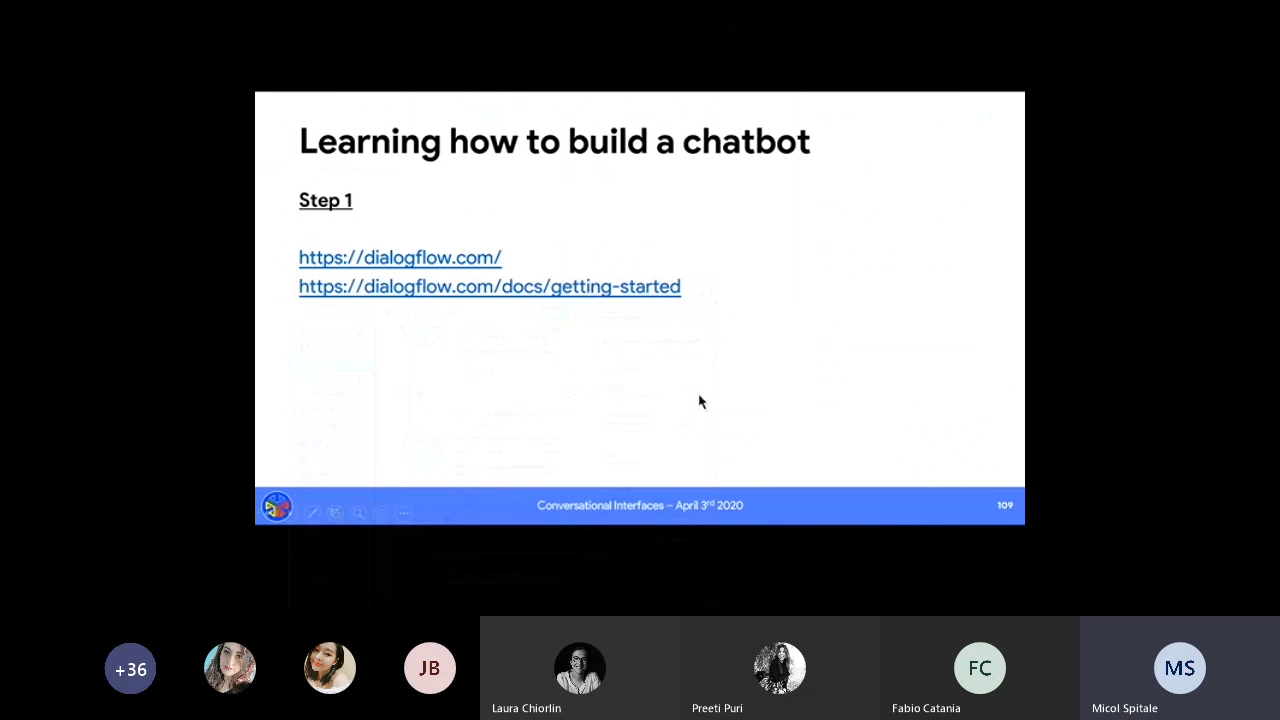 Learning how to build a chatbot
Step 1
https://dialogflow.com/
https://dialogflow.com/docs/getting-started
Conversational Interfaces – April 3rd 2020
109
+36
JB
FC
MS
Laura Chiorlin
Preeti Puri
Fabio Catania
Micol Spitale